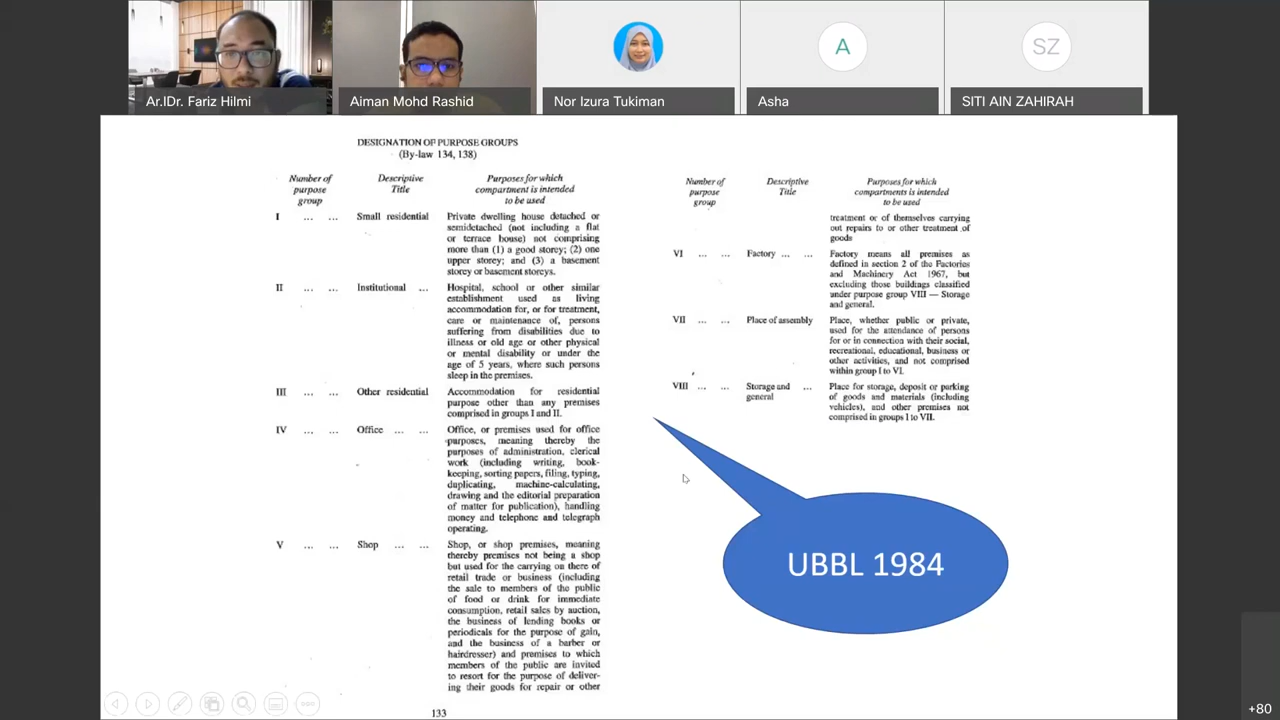 Ar.IDr. Fariz Hilmi
Aiman Mohd Rashid
Nor Izura Tukiman
A
Asha
SZ
SITI AIN ZAHIRAH
DESIGNATION OF PURPOSE GROUPS
(By-law 134, 138)
Number of
purpose
group
Descriptive
Title
Purposes for which
compartment is intended
to be used
I ... ... Small residential
Private dwelling house detached or
semidetached (not including a flat
or terrace house) not comprising
more than (1) a good storey; (2) one
upper storey; and (3) a basement
storey or basement storeys.
II ... ... Institutional ...
Hospital, school or other similar
establishment used as living
accommodation for, or for treatment,
care or maintenance of, persons
suffering from disabilities due to
illness or old age or other physical
or mental disability or under the
age of 5 years, where such persons
sleep in the premises.
III ... ... Other residential
Accommodation for residential
purpose other than any premises
comprised in groups I and II.
IV ... ... Office ... ...
Office, or premises used for office
purposes, meaning thereby the
purposes of administration, clerical
work (including writing, book-
keeping, sorting papers, filing, typing,
duplicating, machine-calculating,
drawing and the editorial preparation
of matter for publication), handling
money and telephone and telegraph
operating.
V ... ... Shop ... ...
Shop, or shop premises, meaning
thereby premises not being a shop
but used for the carrying on there of
retail trade or business (including
the sale to members of the public
of food or drink for immediate
consumption, retail sales by auction,
the business of lending books or
periodicals for the purpose of gain,
and the business of a barber or
hairdresser) and premises to which
members of the public are invited
to resort for the purpose of deliver-
ing their goods for repair or other
133
Number of
purpose
group
Descriptive
Title
Purposes for which
compartments is intended
to be used
treatment or of themselves carrying
out repairs to or other treatment of
goods
VI ... ... Factory ... ...
Factory means all premises as
defined in section 2 of the Factories
and Machinery Act 1967, but
excluding those buildings classified
under purpose group VIII — Storage
and general.
VII ... ... Place of assembly
Place, whether public or private,
used for the attendance of persons
for or in connection with their social,
recreational, educational, business or
other activities, and not comprised
within group I to VI.
VIII ... ... Storage and ...
general
Place for storage, deposit or parking
of goods and materials (including
vehicles), and other premises not
comprised in groups I to VII.
UBBL 1984
+80